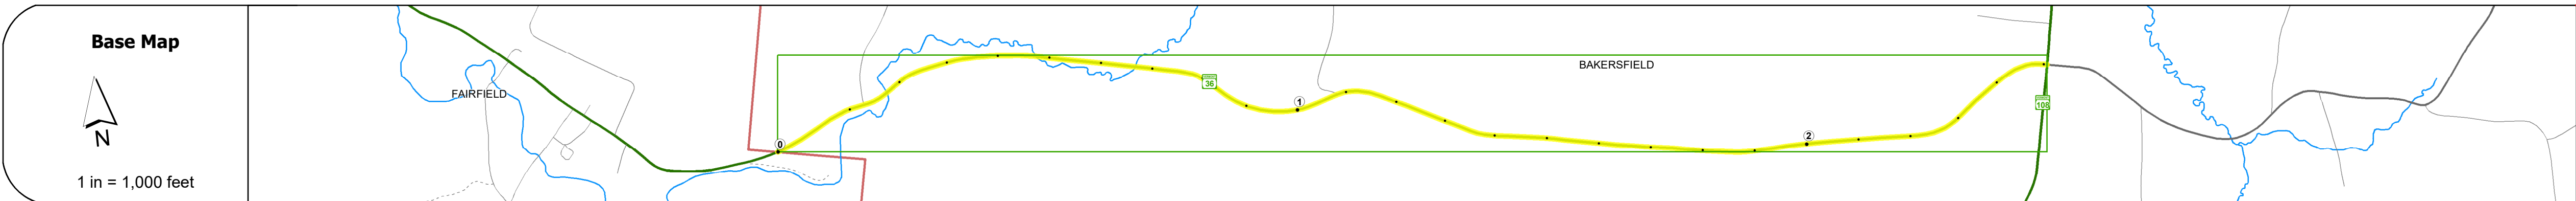 Base Map
N
1 in = 1,000 feet
FAIRFIELD
0
36
1
BAKERSFIELD
2
108